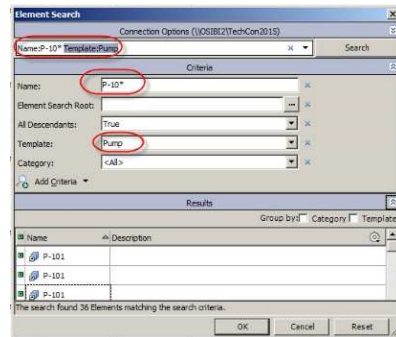 Element Search
Connection Options (\\OSIBI2\TechCon2015)
Name:P-10* Template:Pump
Search
Criteria
Name: P-10*
Element Search Root:
All Descendants: True
Template: Pump
Category: <All>
Add Criteria
Results
Group by: Category Template
Name Description
P-101
P-101
P-101
The search found 36 Elements matching the search criteria.
OK Cancel Reset